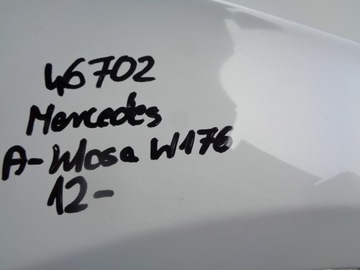 46702
Mercedes
A-klasa W176
12-